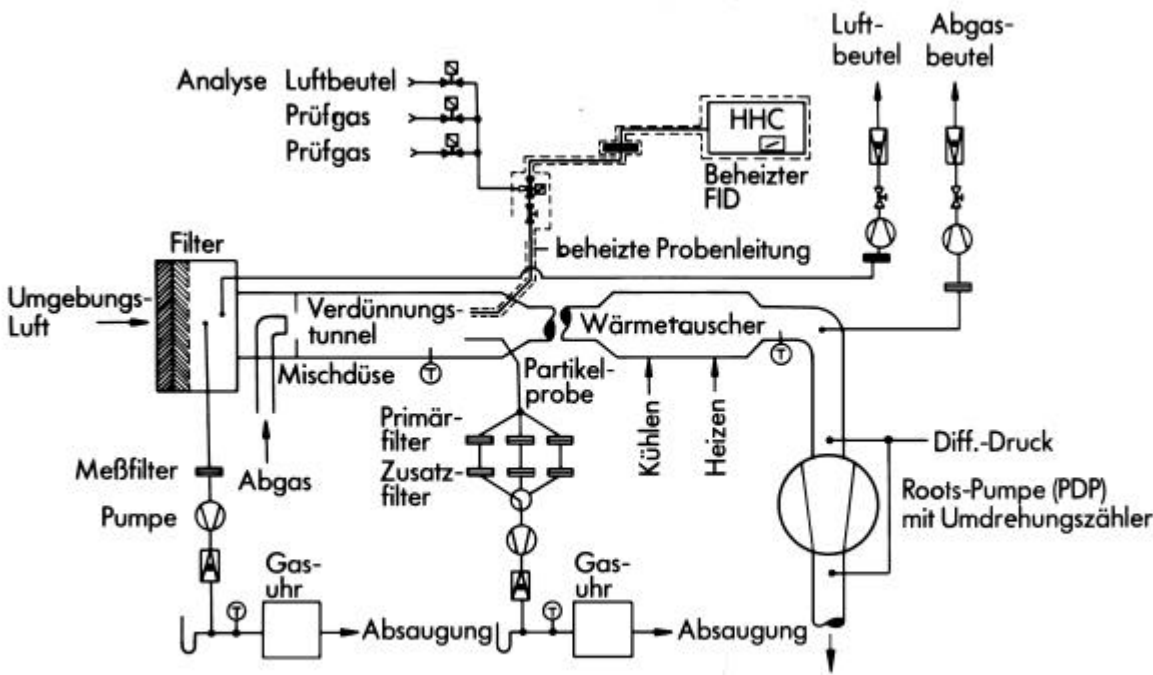 Luft-
beutel
Abgas-
beutel
Analyse Luftbeutel
Prüfgas
Prüfgas
HHC
Beheizter
FID
beheizte Probenleitung
Filter
Umgebungs-
Luft
Verdünnungs-
tunnel
Wärmetauscher
T
T
Mischdüse
Partikel-
probe
Primär-
filter
Zusatz-
filter
Kühlen
Heizen
Diff.-Druck
Meßfilter
Abgas
Pumpe
Roots-Pumpe (PDP)
mit Umdrehungszähler
Gas-
uhr
Gas-
uhr
T
T
Absaugung
Absaugung